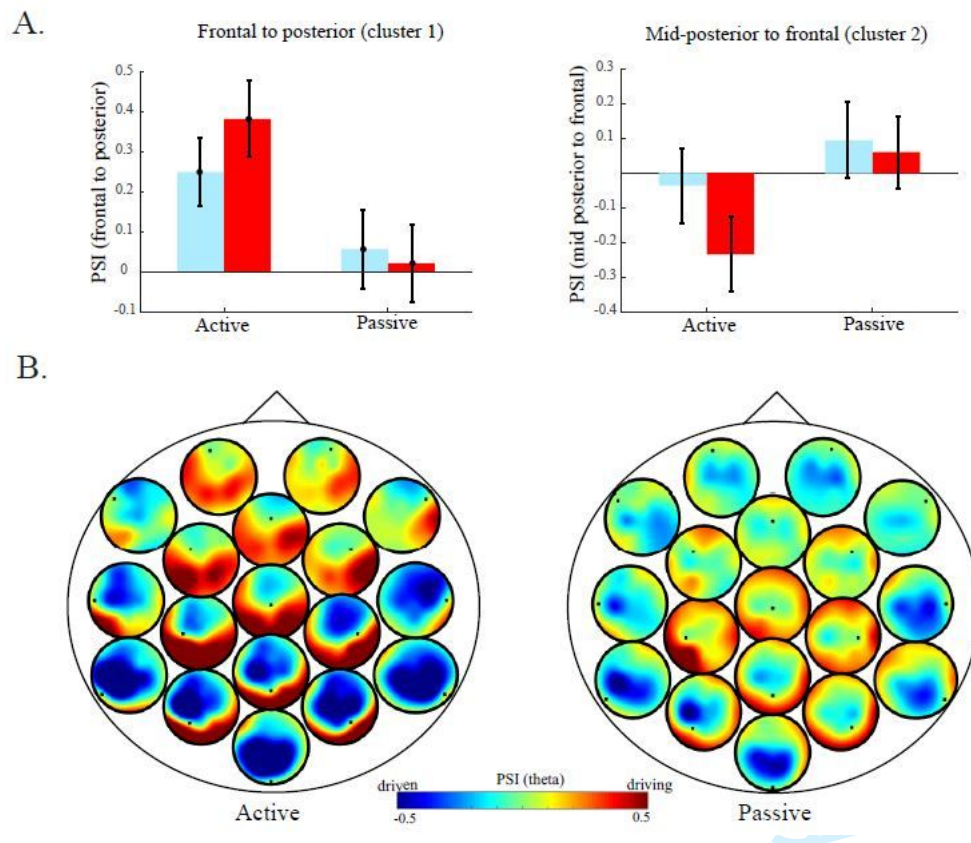 A.
Frontal to posterior (cluster 1)
PSI (frontal to posterior)
0.5
0.4
0.3
0.2
0.1
0
-0.1
Active
Passive
Mid-posterior to frontal (cluster 2)
PSI (mid posterior to frontal)
0.3
0.2
0.1
-0.1
-0.2
-0.3
-0.4
Active
Passive
B.
driven
PSI (theta)
driving
-0.5
0.5
Active
Passive